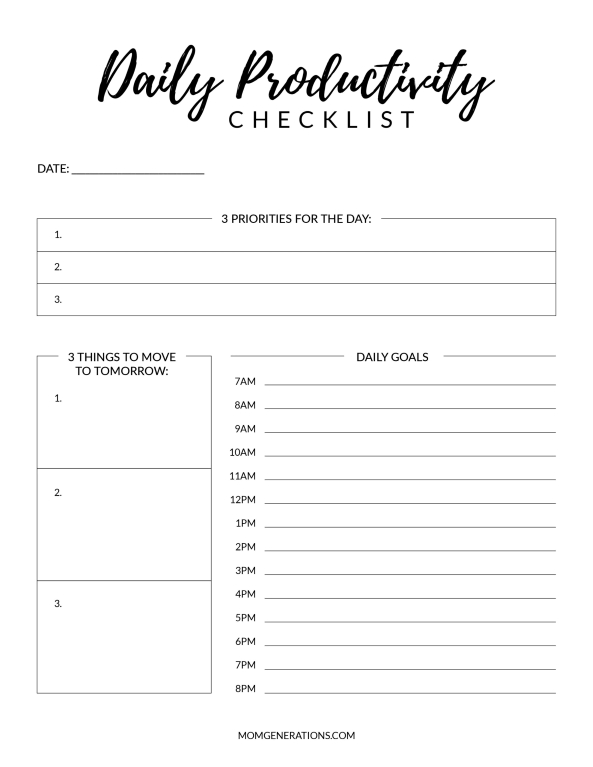 Daily Productivity
CHECKLIST
DATE: ______________________
3 PRIORITIES FOR THE DAY:
1.
2.
3.
3 THINGS TO MOVE
TO TOMORROW:
1.
2.
3.
DAILY GOALS
7AM
8AM
9AM
10AM
11AM
12PM
1PM
2PM
3PM
4PM
5PM
6PM
7PM
8PM
MOMGENERATIONS.COM